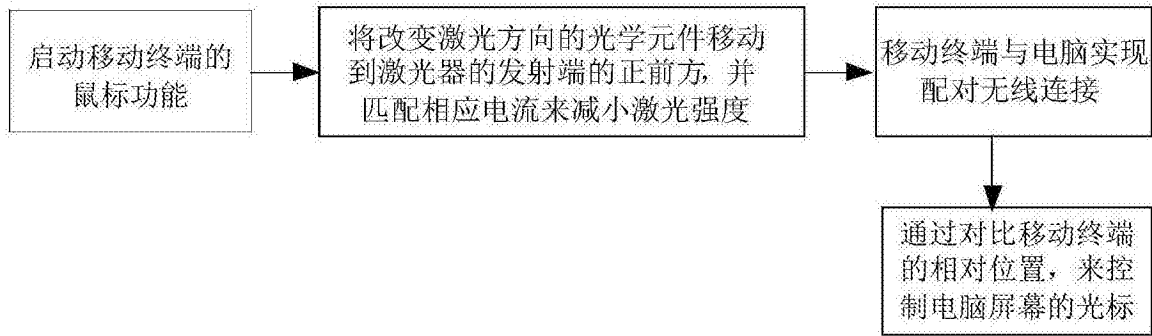 启动移动终端的
鼠标功能
将改变激光方向的光学元件移动
到激光器的发射端的正前方，并
匹配相应电流来减小激光强度
移动终端与电脑实现
配对无线连接
通过对比移动终端
的相对位置，来控
制电脑屏幕的光标